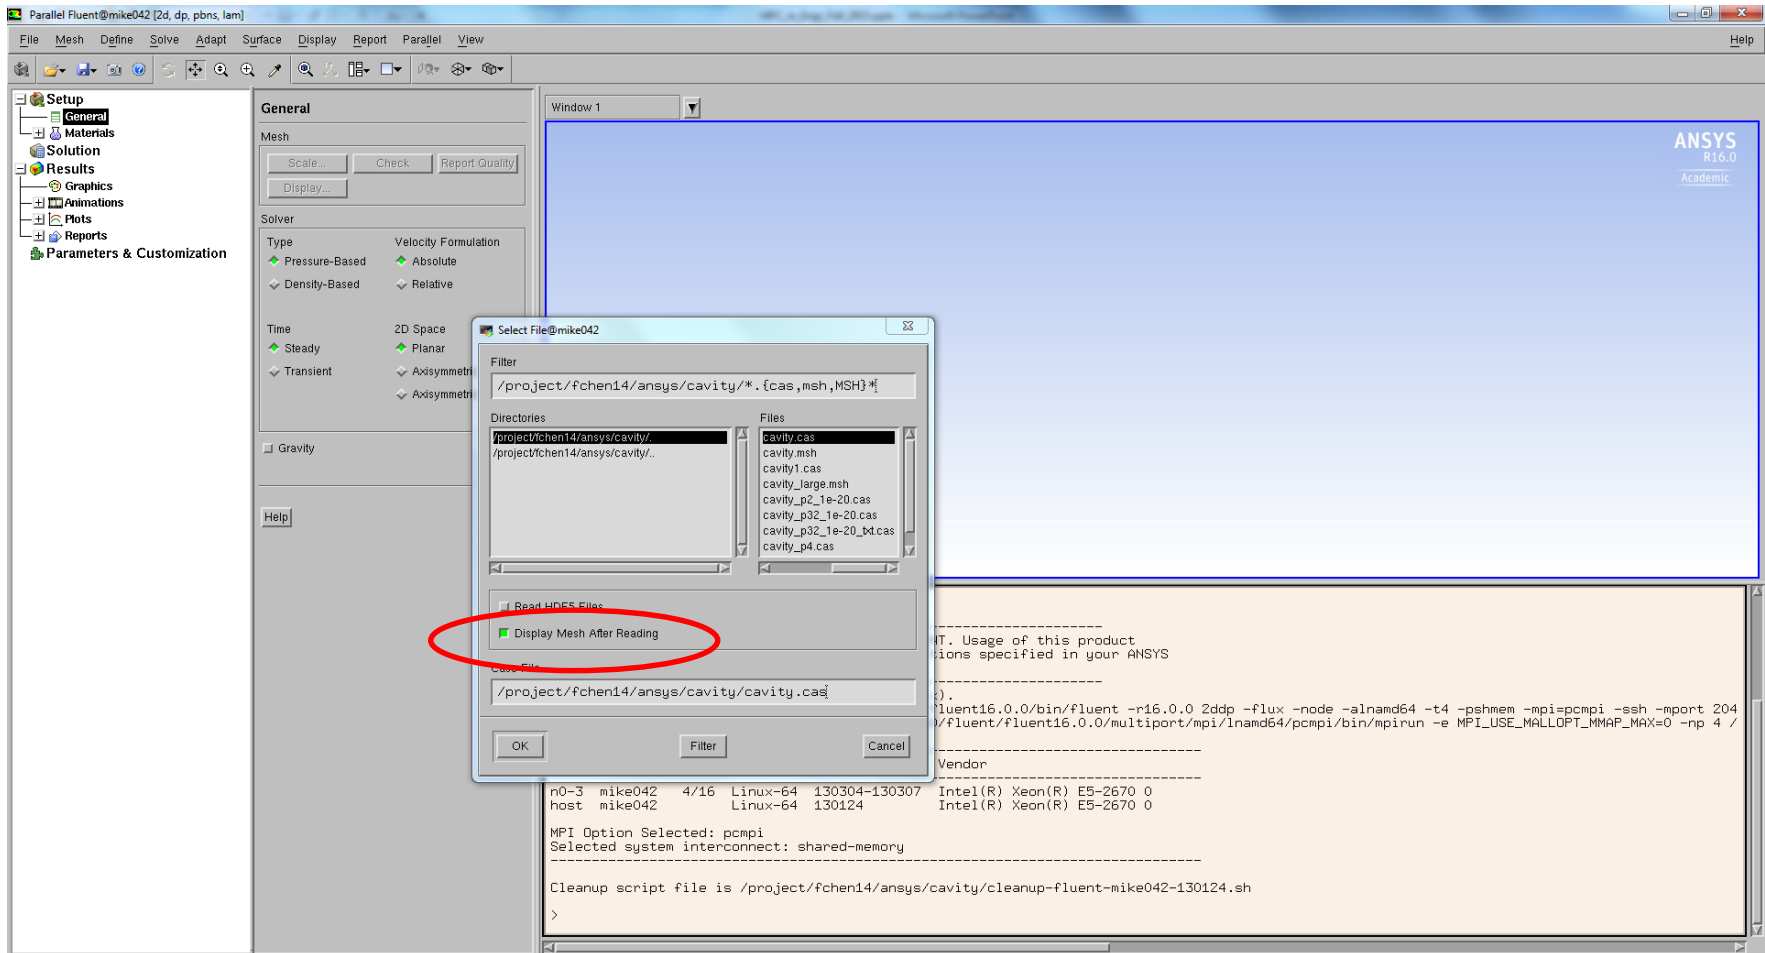 Parallel Fluent@mike042 [2d, dp, pbns, lam]
File Mesh Define Solve Adapt Surface Display Report Parallel View Help
Setup
General
Materials
Solution
Results
Graphics
Animations
Plots
Reports
Parameters & Customization
General
Mesh
Scale... Check Report Quality
Display...
Solver
Type Velocity Formulation
Pressure-Based Absolute
Density-Based Relative
Time 2D Space
Steady Planar
Transient Axisymmetri
Axisymmetri
Gravity
Help
Window 1
ANSYS
R16.0
Academic
Select File@mike042
Filter
/project/fchen14/ansys/cavity/*.{cas,msh,MSH}*
Directories
/project/fchen14/ansys/cavity/.
/project/fchen14/ansys/cavity/..
Files
cavity.cas
cavity.msh
cavity1.cas
cavity_large.msh
cavity_p2_1e-20.cas
cavity_p32_1e-20.cas
cavity_p32_1e-20_txt.cas
cavity_p4.cas
Read HDF5 Files
Display Mesh After Reading
Case File
/project/fchen14/ansys/cavity/cavity.cas
OK Filter Cancel
---------------------
NT. Usage of this product
tions specified in your ANSYS
---------------------
).
luent16.0.0/bin/fluent -r16.0.0 2ddp -flux -node -alnamd64 -t4 -pshmem -mpi=pcmpi -ssh -mport 204
/fluent/fluent16.0.0/multiport/mpi/lnamd64/pcmpi/bin/mpirun -e MPI_USE_MALLOPT_MMAP_MAX=0 -np 4 /
---------------------------------
Vendor
---------------------------------
n0-3 mike042 4/16 Linux-64 130304-130307 Intel(R) Xeon(R) E5-2670 0
host mike042 Linux-64 130124 Intel(R) Xeon(R) E5-2670 0
MPI Option Selected: pcmpi
Selected system interconnect: shared-memory
--------------------------------------------------------------------------------
Cleanup script file is /project/fchen14/ansys/cavity/cleanup-fluent-mike042-130124.sh
>